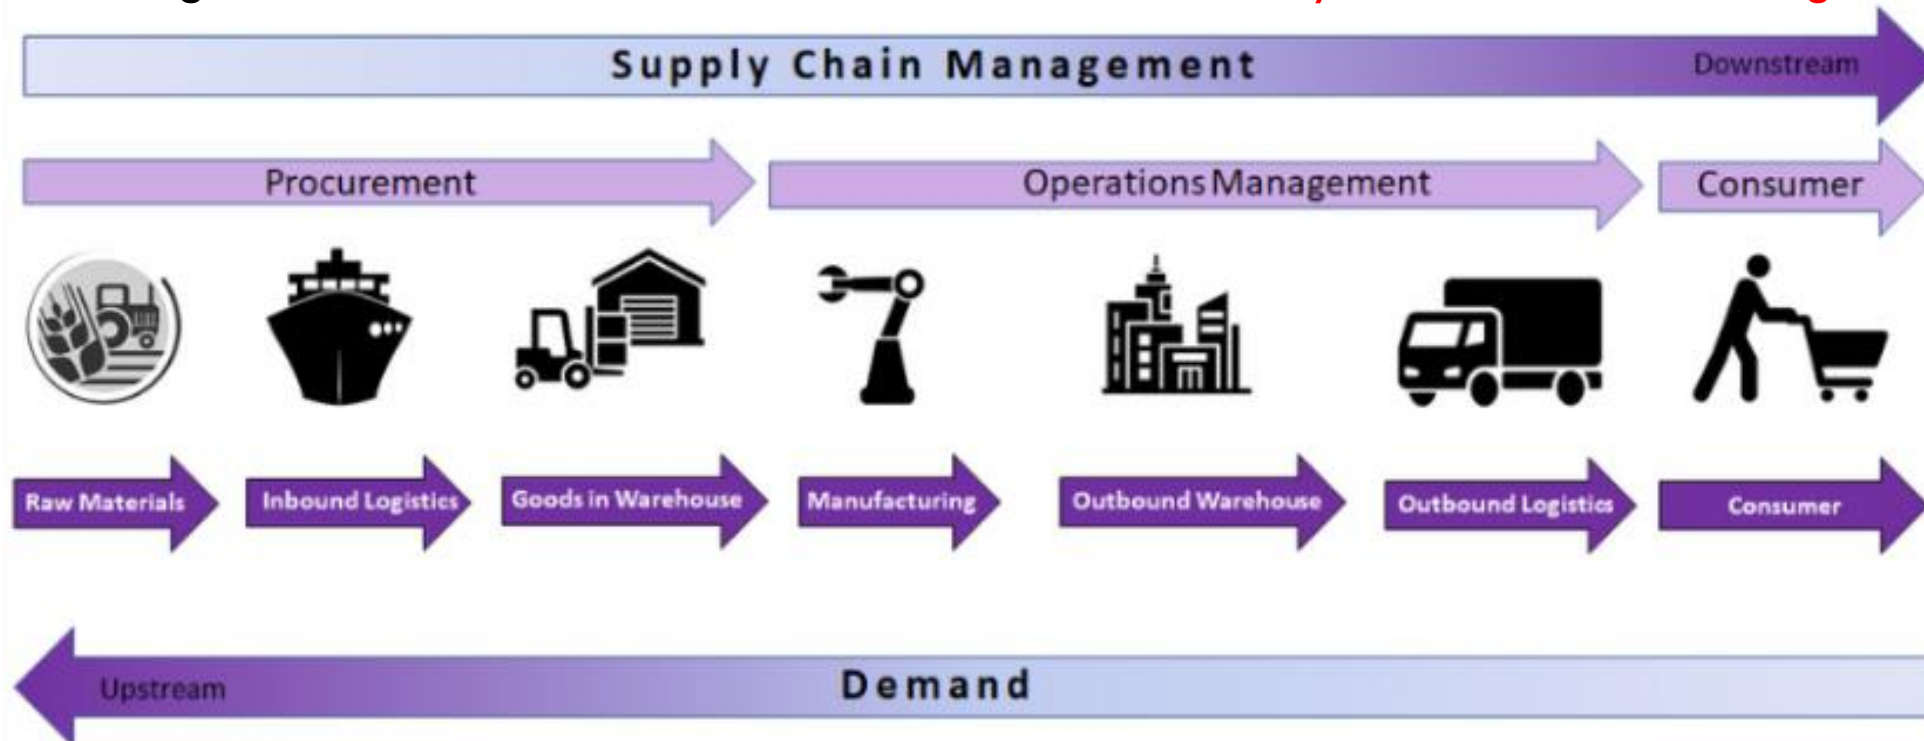 Supply Chain Management Downstream
Procurement Operations Management Consumer
Raw Materials Inbound Logistics Goods in Warehouse Manufacturing Outbound Warehouse Outbound Logistics Consumer
Upstream Demand